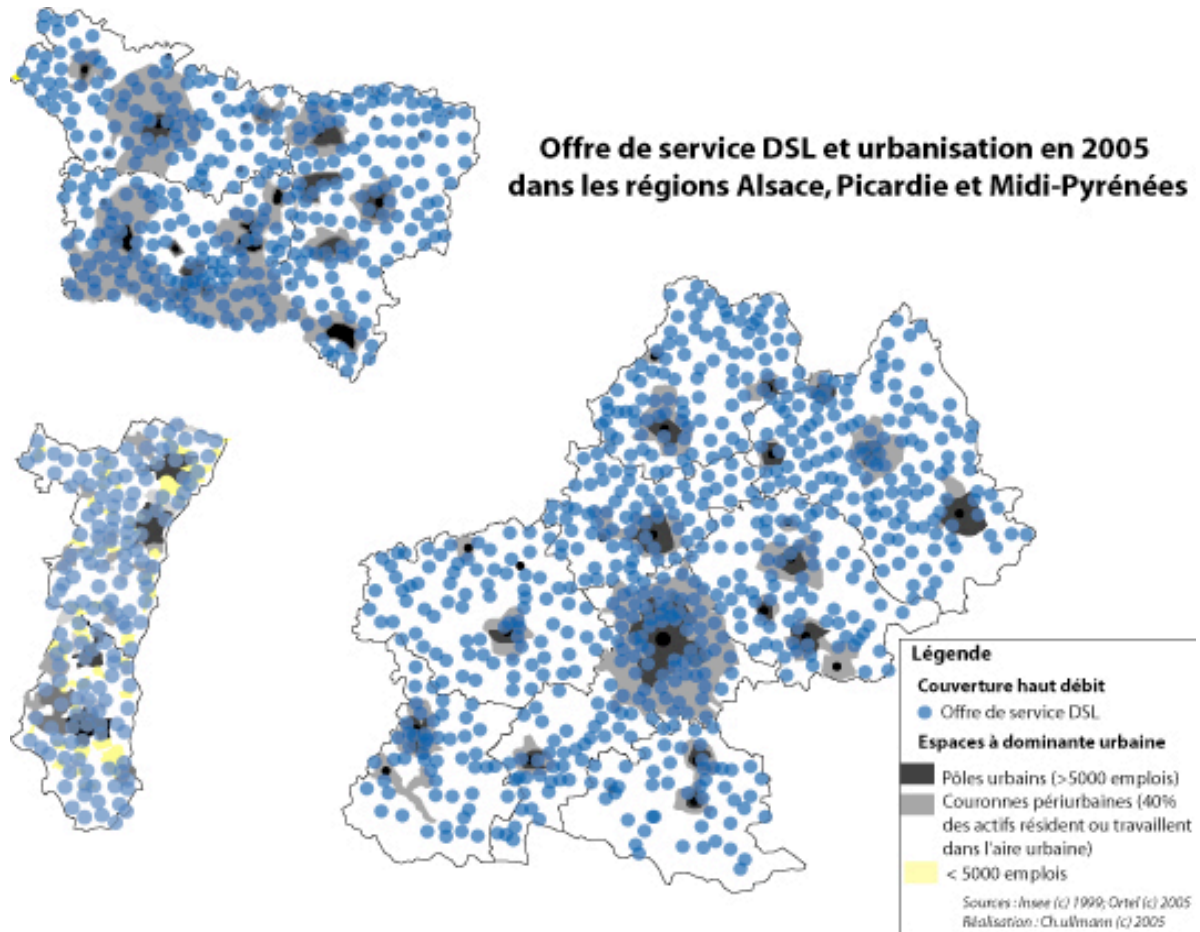 Offre de service DSL et urbanisation en 2005
dans les régions Alsace, Picardie et Midi-Pyrénées
Légende
Couverture haut débit
Offre de service DSL
Espaces à dominante urbaine
Pôles urbains (>5000 emplois)
Couronnes périurbaines (40%
des actifs résident ou travaillent
dans l'aire urbaine)
< 5000 emplois
Sources : Insee (c) 1999; Ortel (c) 2005
Réalisation : Ch.ullmann (c) 2005